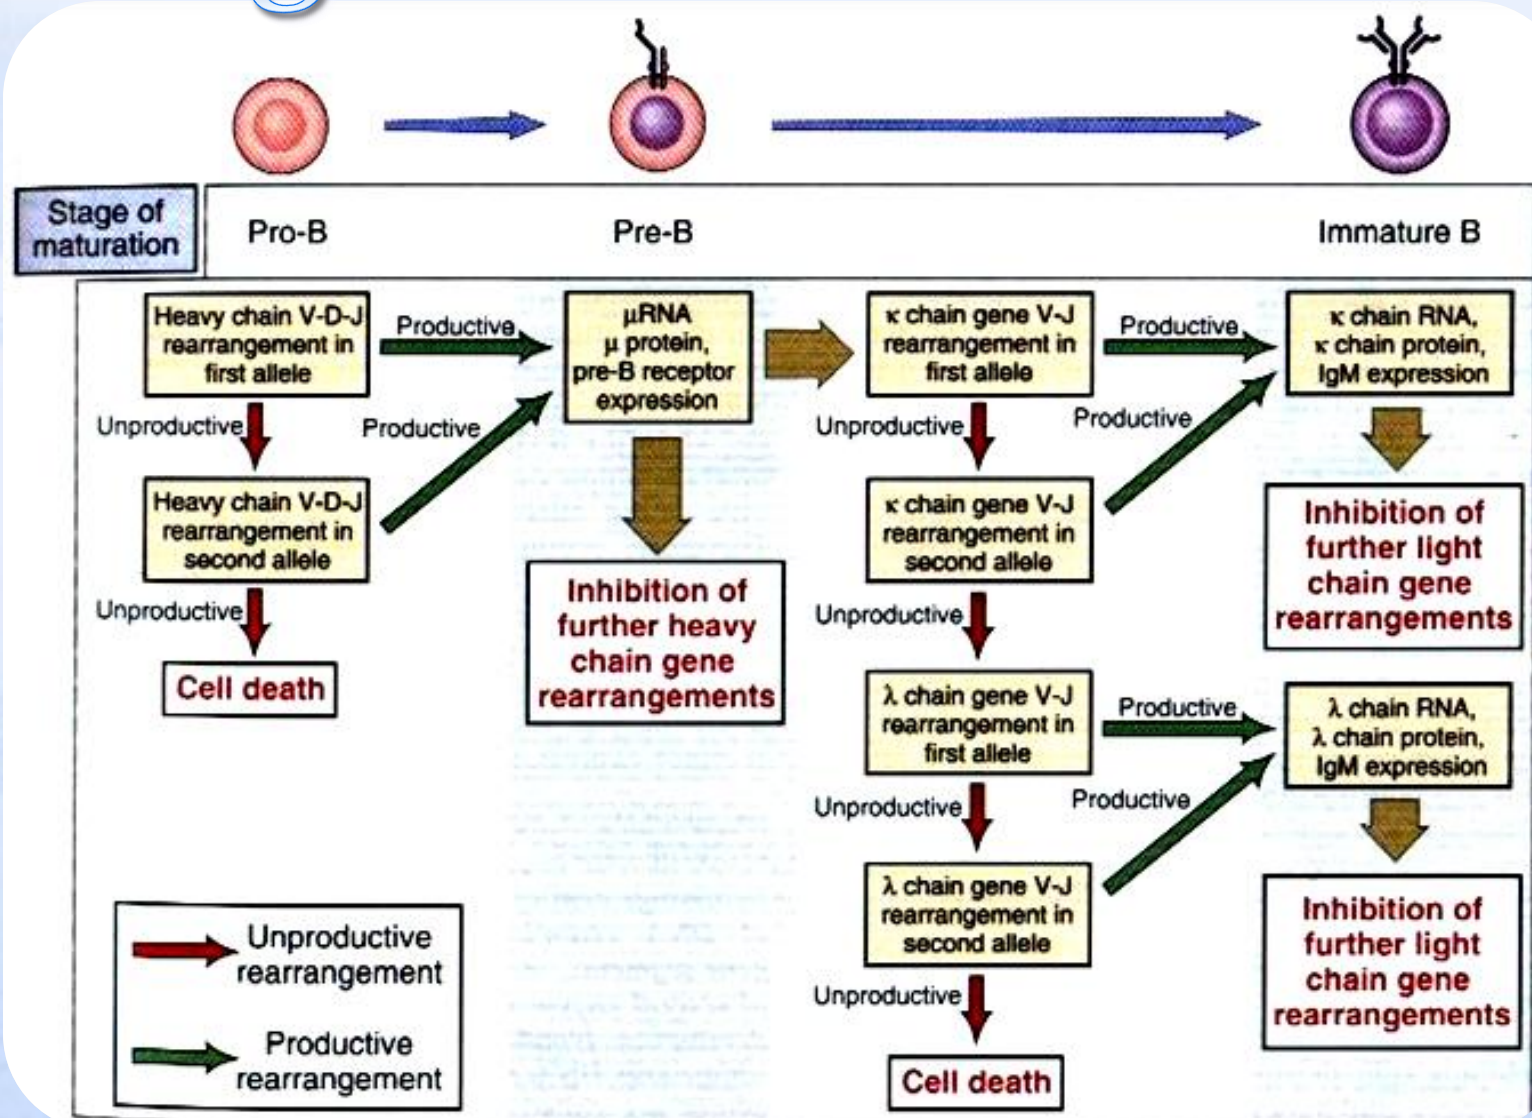 Stage of
maturation
Pro-B
Pre-B
Immature B
Heavy chain V-D-J
rearrangement in
first allele
Productive
Unproductive
Heavy chain V-D-J
rearrangement in
second allele
Productive
Unproductive
Cell death
μRNA
μ protein,
pre-B receptor
expression
Inhibition of
further heavy
chain gene
rearrangements
κ chain gene V-J
rearrangement in
first allele
Productive
Unproductive
κ chain gene V-J
rearrangement in
second allele
Productive
Unproductive
λ chain gene V-J
rearrangement in
first allele
Productive
Unproductive
λ chain gene V-J
rearrangement in
second allele
Productive
Unproductive
Cell death
κ chain RNA,
κ chain protein,
IgM expression
Inhibition of
further light
chain gene
rearrangements
λ chain RNA,
λ chain protein,
IgM expression
Inhibition of
further light
chain gene
rearrangements
Unproductive
rearrangement
Productive
rearrangement